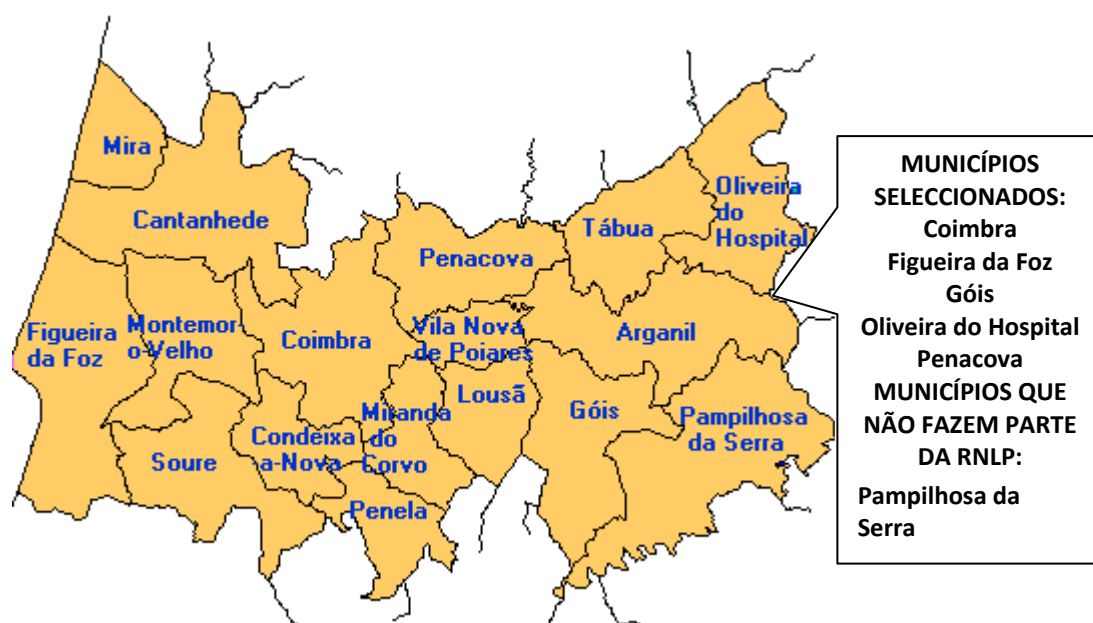 Mira
Cantanhede
Figueira
da Foz
Montemor-
o-Velho
Coimbra
Soure
Condeixa
a-Nova
Penela
Miranda
do
Corvo
Lousã
Vila Nova
de Poiares
Penacova
Tábua
Oliveira
do
Hospital
Arganil
Góis
Pampilhosa
da Serra
MUNICÍPIOS
SELECCIONADOS:
Coimbra
Figueira da Foz
Góis
Oliveira do Hospital
Penacova
MUNICÍPIOS QUE
NÃO FAZEM PARTE
DA RNLP:
Pampilhosa da
Serra